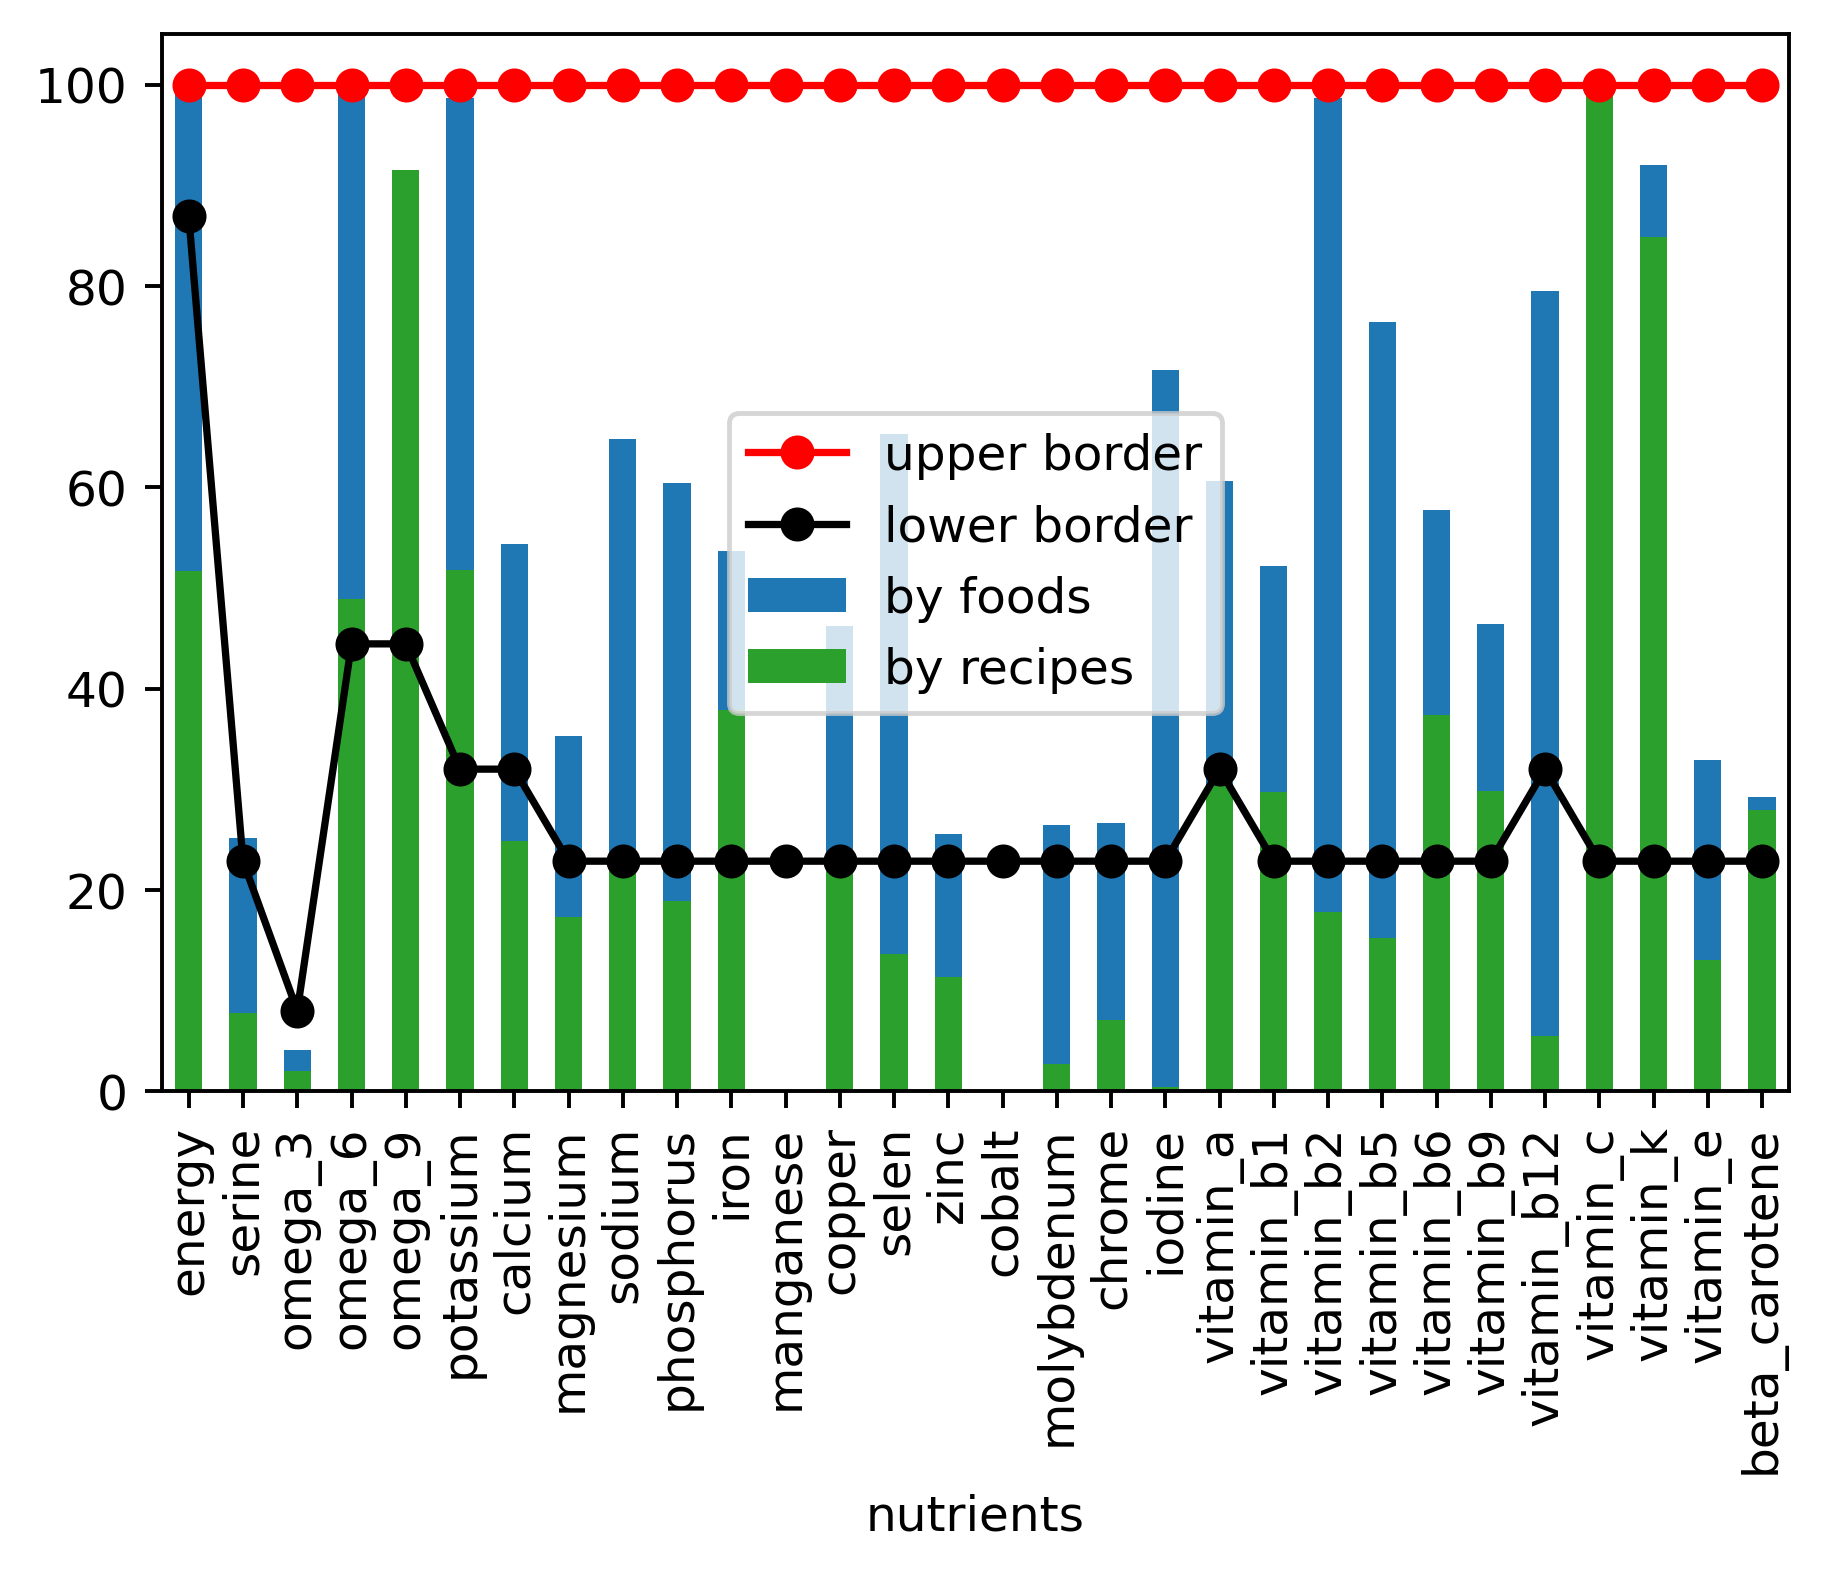 100
80
60
40
20
0
upper border
lower border
by foods
by recipes
energy
serine
omega_3
omega_6
omega_9
potassium
calcium
magnesium
sodium
phosphorus
iron
manganese
copper
selen
zinc
cobalt
molybdenum
chrome
iodine
vitamin_a
vitamin_b1
vitamin_b2
vitamin_b5
vitamin_b6
vitamin_b9
vitamin_b12
vitamin_c
vitamin_k
vitamin_e
beta_carotene
nutrients